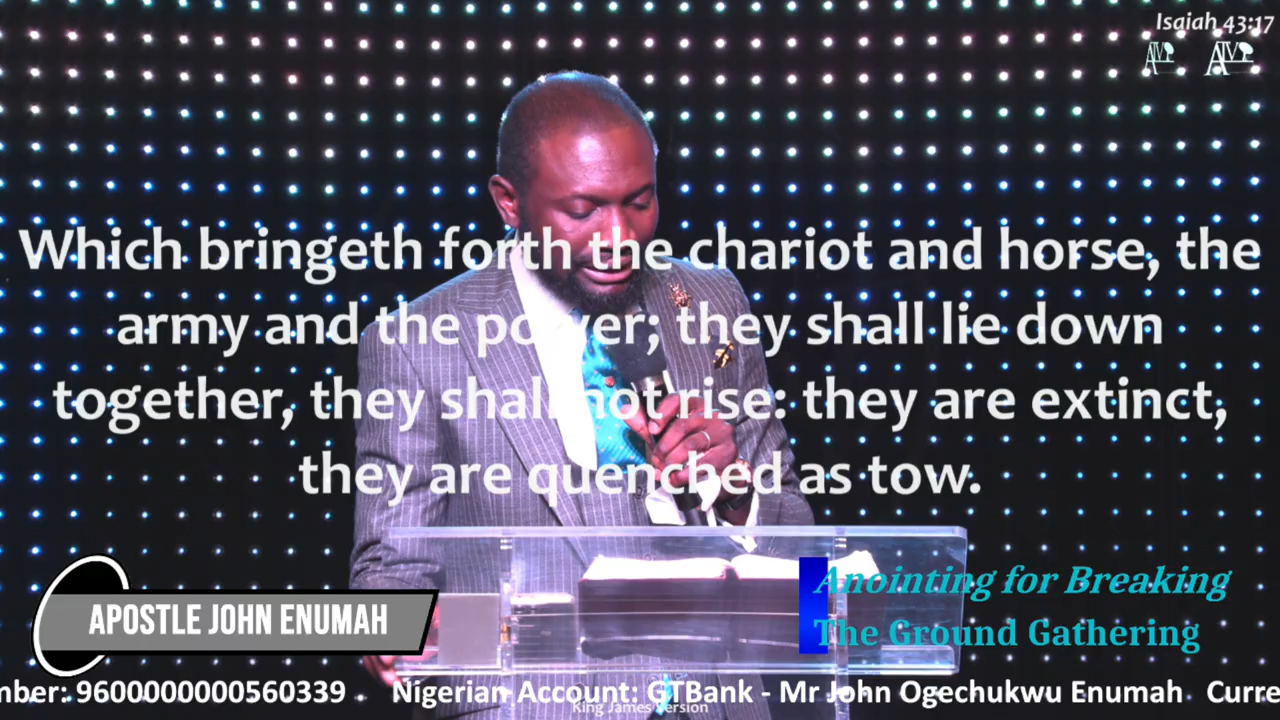 Isaiah 43:17
ATV ATV
Which bringeth forth the chariot and horse, the
army and the power; they shall lie down
together, they shall not rise: they are extinct,
they are quenched as tow.
Anointing for Breaking
APOSTLE JOHN ENUMAH
The Ground Gathering
mber: 9600000000560339 . Nigerian Account: GTBank - Mr John Ogechukwu Enumah . Curre
King James Version